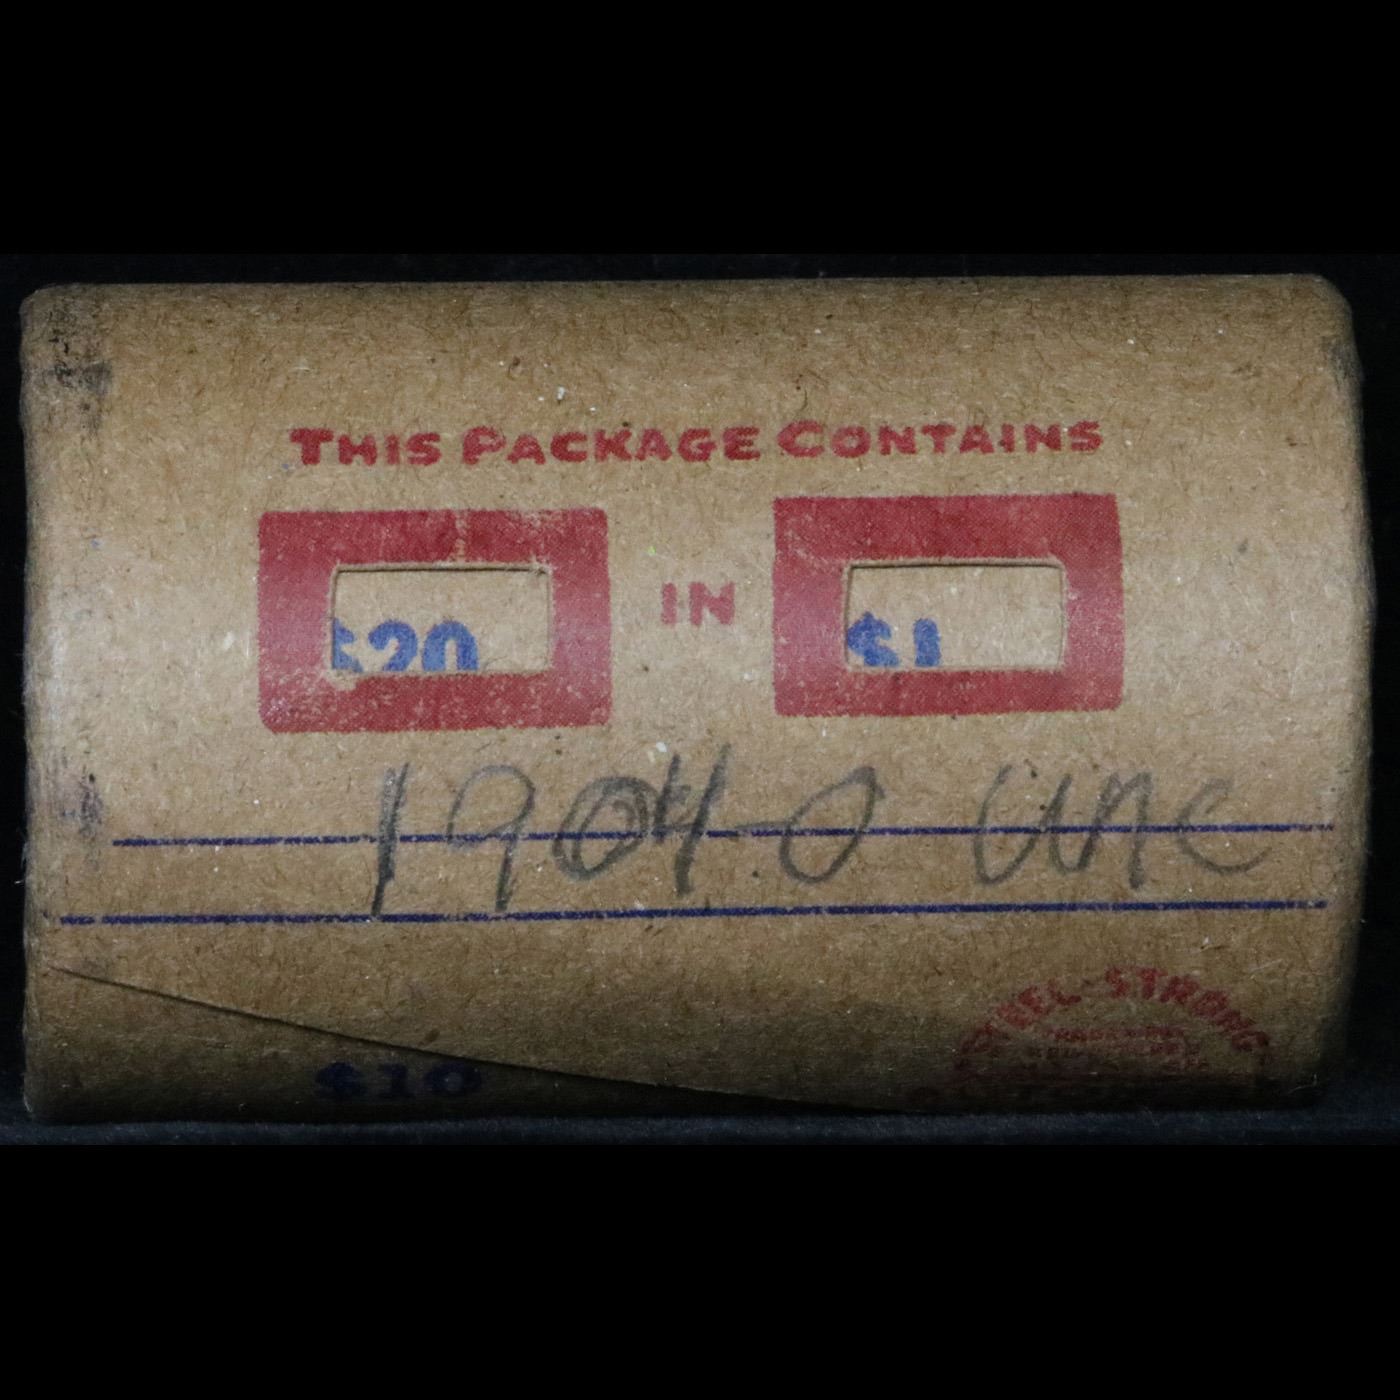 THIS PACKAGE CONTAINS
$20 IN $1
1904-O unc
STEEL-STRONG
$10